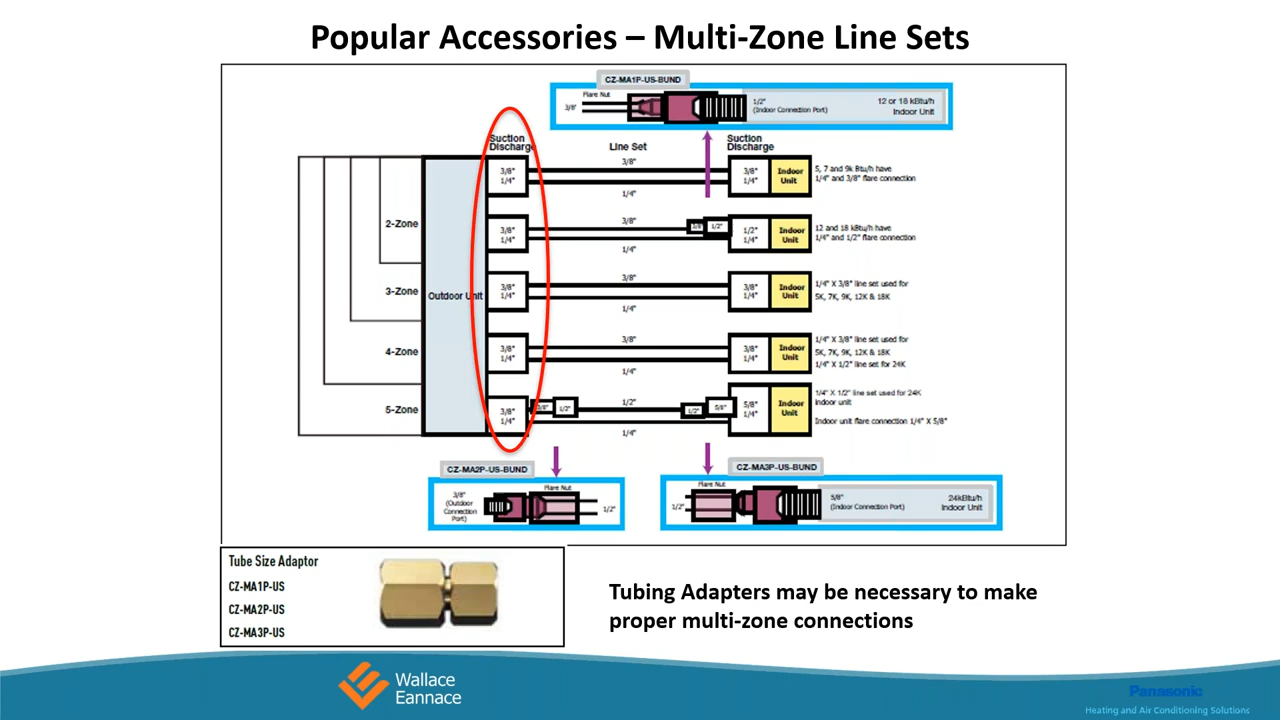 Popular Accessories – Multi-Zone Line Sets
CZ-MA1P-US-BUND
Flare Nut
3/8"
1/2"
(Indoor Connection Port)
12 or 18 kBtu/h
Indoor Unit
Suction
Discharge
Line Set
Suction
Discharge
3/8"
1/4"
3/8"
1/4"
3/8"
1/4"
Indoor
Unit
5, 7 and 9k Btu/h have
1/4" and 3/8" flare connection
2-Zone
3/8"
1/4"
3/8"
1/4"
3/8"
1/2"
1/2"
1/4"
Indoor
Unit
12 and 18 kBtu/h have
1/4" and 1/2" flare connection
3-Zone
Outdoor Unit
3/8"
1/4"
3/8"
1/4"
3/8"
1/4"
Indoor
Unit
1/4" X 3/8" line set used for
5K, 7K, 9K, 12K & 18K
4-Zone
3/8"
1/4"
3/8"
1/4"
3/8"
1/4"
Indoor
Unit
1/4" X 3/8" line set used for
5K, 7K, 9K, 12K & 18K
1/4" X 1/2" line set for 24K
5-Zone
3/8"
1/4"
3/8"
1/2"
1/2"
1/4"
1/2"
5/8"
5/8"
1/4"
Indoor
Unit
1/4" X 1/2" line set used for 24K
indoor unit
Indoor unit flare connection 1/4" X 5/8"
CZ-MA2P-US-BUND
3/8"
(Outdoor
Connection
Port)
Flare Nut
1/2"
CZ-MA3P-US-BUND
Flare Nut
1/2"
5/8"
(Indoor Connection Port)
24kBtu/h
Indoor Unit
Tube Size Adaptor
CZ-MA1P-US
CZ-MA2P-US
CZ-MA3P-US
Tubing Adapters may be necessary to make
proper multi-zone connections
Wallace
Eannace
Panasonic
Heating and Air Conditioning Solutions